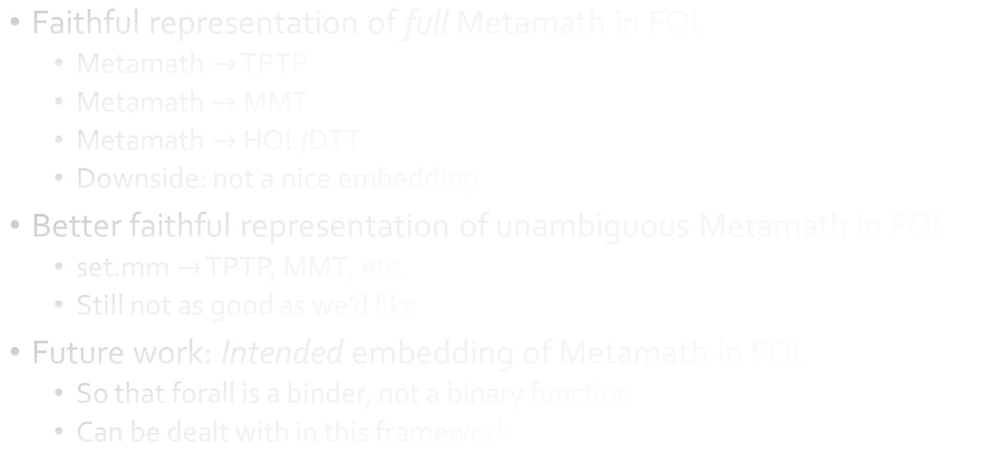 • Faithful representation of full Metamath in FOL
• Metamath → TPTP
• Metamath → MMT
• Metamath → HOL/DTT
• Downside: not a nice embedding
• Better faithful representation of unambiguous Metamath in FOL
• set.mm → TPTP, MMT, etc.
• Still not as good as we’d like
• Future work: Intended embedding of Metamath in FOL
• So that forall is a binder, not a binary function
• Can be dealt with in this framework